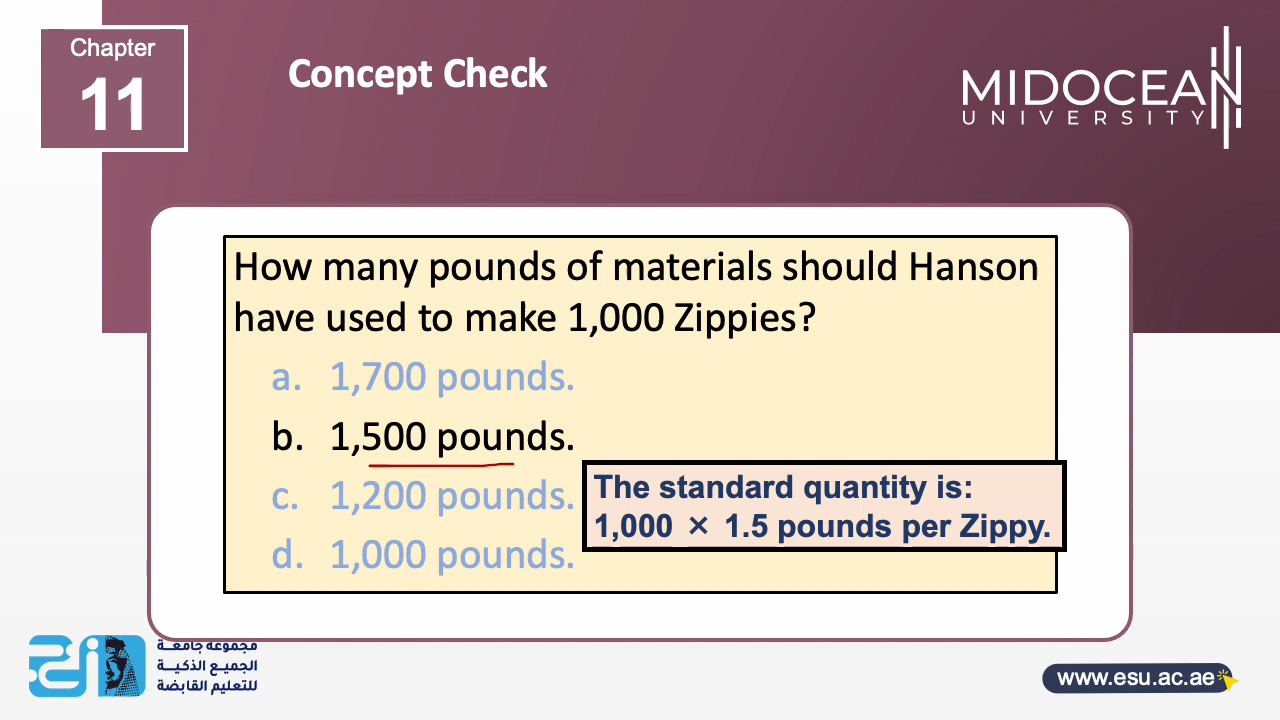 Chapter
11
Concept Check
MIDOCEAN
UNIVERSITY
How many pounds of materials should Hanson
have used to make 1,000 Zippies?
a. 1,700 pounds.
b. 1,500 pounds.
c. 1,200 pounds.
d. 1,000 pounds.
The standard quantity is:
1,000 × 1.5 pounds per Zippy.
مجموعة جامعة
الجميع الذكية
للتعليم القابضة
www.esu.ac.ae